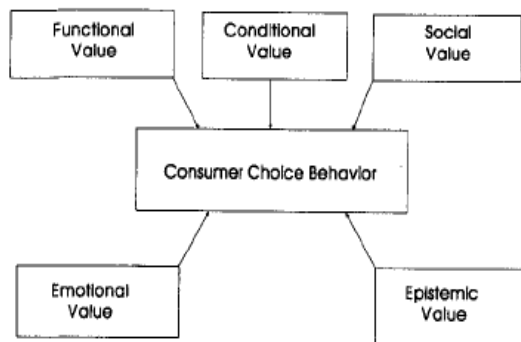 Functional
Value
Conditional
Value
Social
Value
Consumer Choice Behavior
Emotional
Value
Epistemic
Value